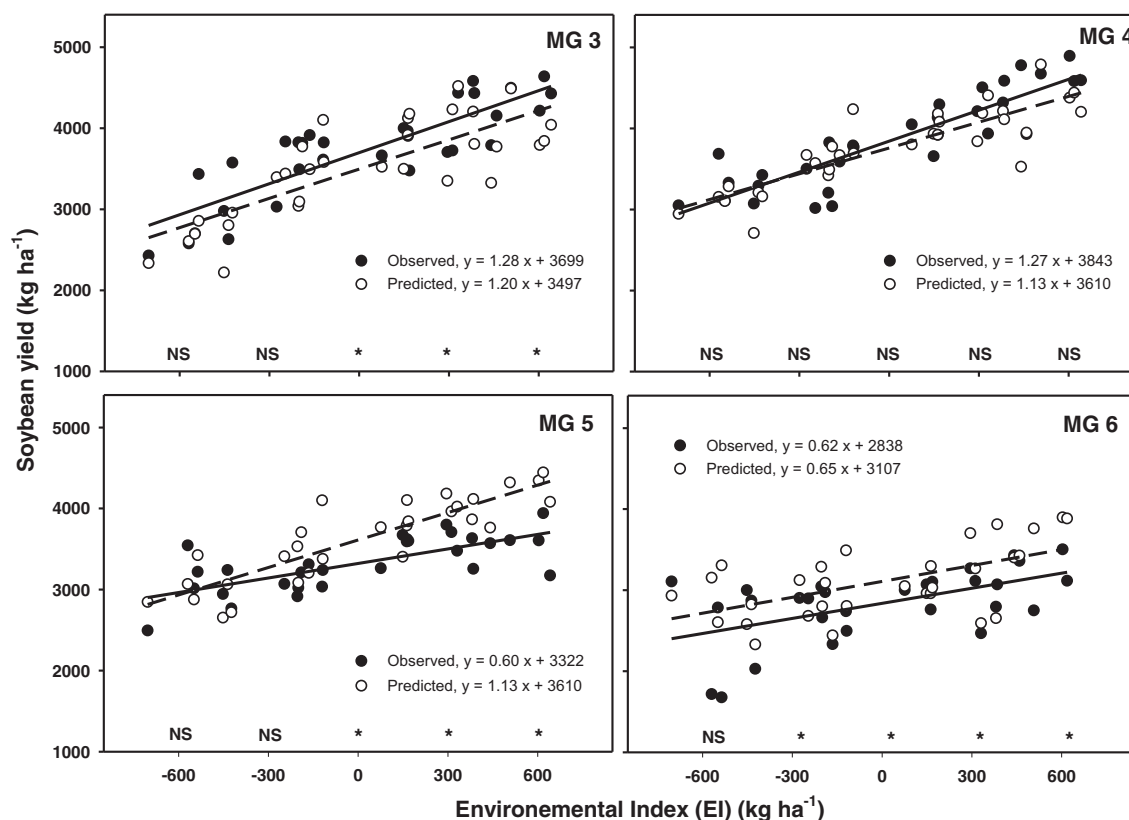 Soybean yield (kg ha⁻¹)
MG 3
5000
4000
3000
2000
1000
Observed, y = 1.28 x + 3699
Predicted, y = 1.20 x + 3497
NS NS * * *
MG 4
Observed, y = 1.27 x + 3843
Predicted, y = 1.13 x + 3610
NS NS NS NS NS
MG 5
5000
4000
3000
2000
1000
Observed, y = 0.60 x + 3322
Predicted, y = 1.13 x + 3610
NS NS * * *
-600 -300 0 300 600
MG 6
Observed, y = 0.62 x + 2838
Predicted, y = 0.65 x + 3107
NS * * * *
-600 -300 0 300 600
Environemental Index (EI) (kg ha⁻¹)